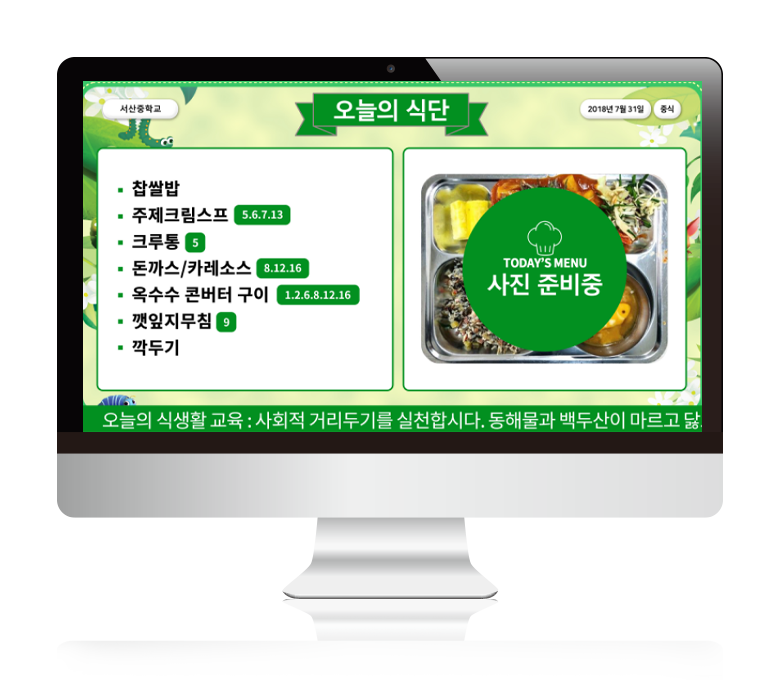 서산중학교
오늘의 식단
2018년 7월 31일 중식
찹쌀밥
주제크림스프 5.6.7.13
크루통 5
돈까스/카레소스 8.12.16
옥수수 콘버터 구이 1.2.6.8.12.16
깻잎지무침 9
깍두기
TODAY'S MENU
사진 준비중
오늘의 식생활 교육 : 사회적 거리두기를 실천합시다. 동해물과 백두산이 마르고 닳